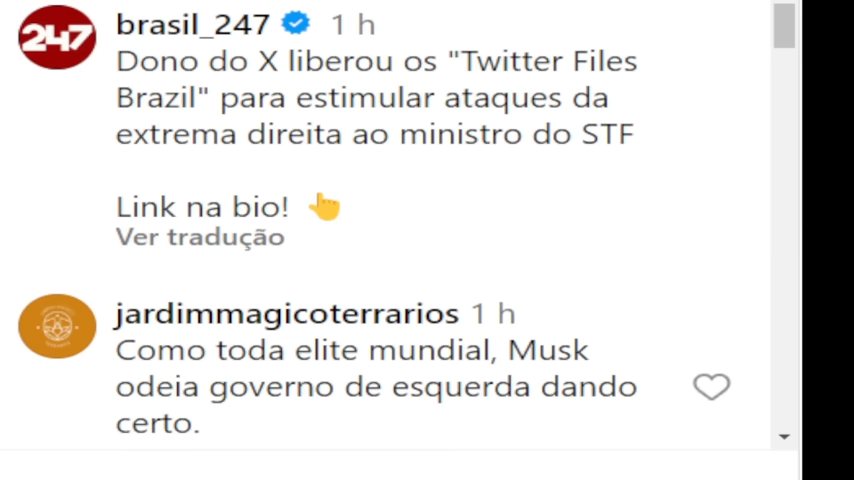 247
brasil_247 1 h
Dono do X liberou os "Twitter Files
Brazil" para estimular ataques da
extrema direita ao ministro do STF
Link na bio! 👆
Ver tradução
jardimmagicoterrarios 1 h
Como toda elite mundial, Musk
odeia governo de esquerda dando
certo.